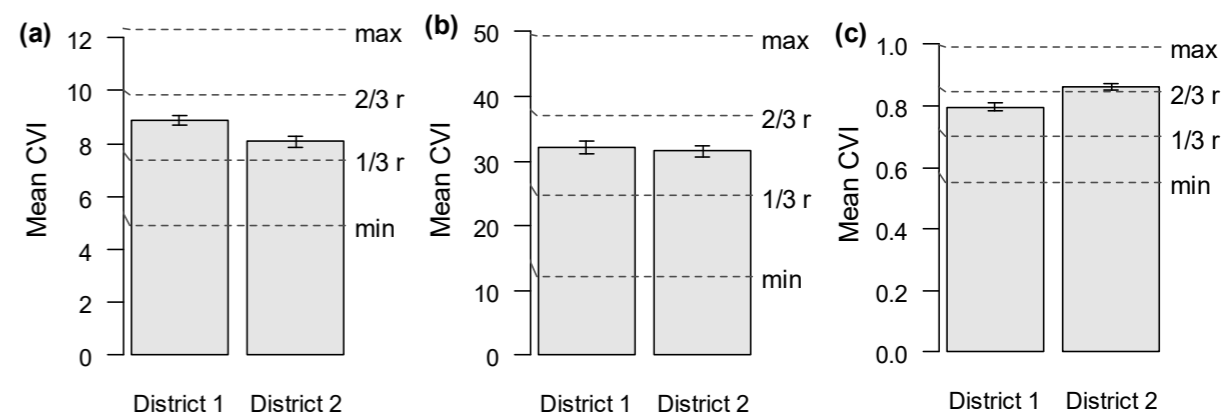 (a)
Mean CVI
12
10
8
6
4
2
0
max
2/3 r
1/3 r
min
District 1
District 2
(b)
Mean CVI
50
40
30
20
10
0
max
2/3 r
1/3 r
min
District 1
District 2
(c)
Mean CVI
1.0
0.8
0.6
0.4
0.2
0.0
max
2/3 r
1/3 r
min
District 1
District 2